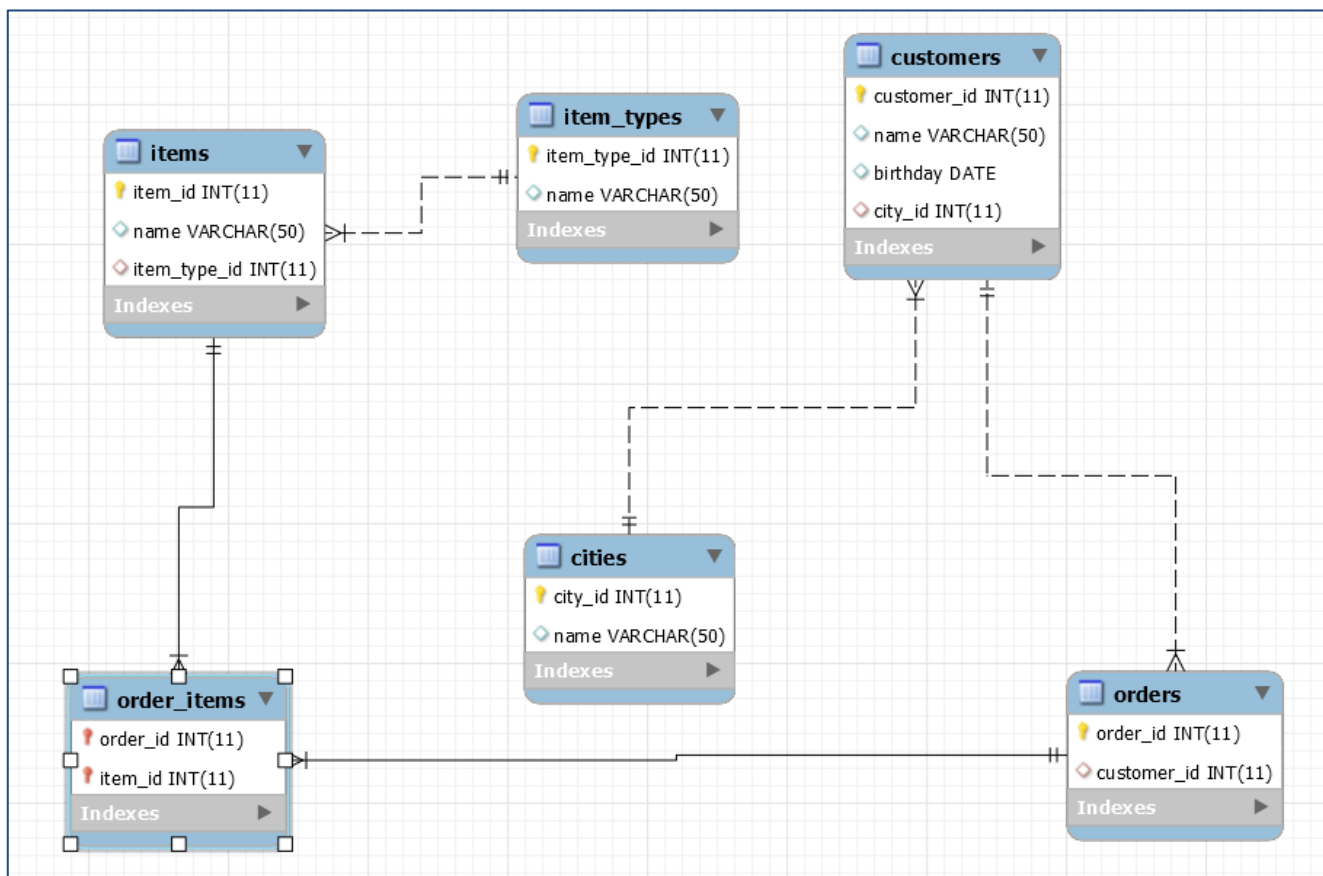 customers
customer_id INT(11)
name VARCHAR(50)
birthday DATE
city_id INT(11)
Indexes
item_types
item_type_id INT(11)
name VARCHAR(50)
Indexes
items
item_id INT(11)
name VARCHAR(50)
item_type_id INT(11)
Indexes
cities
city_id INT(11)
name VARCHAR(50)
Indexes
order_items
order_id INT(11)
item_id INT(11)
Indexes
orders
order_id INT(11)
customer_id INT(11)
Indexes